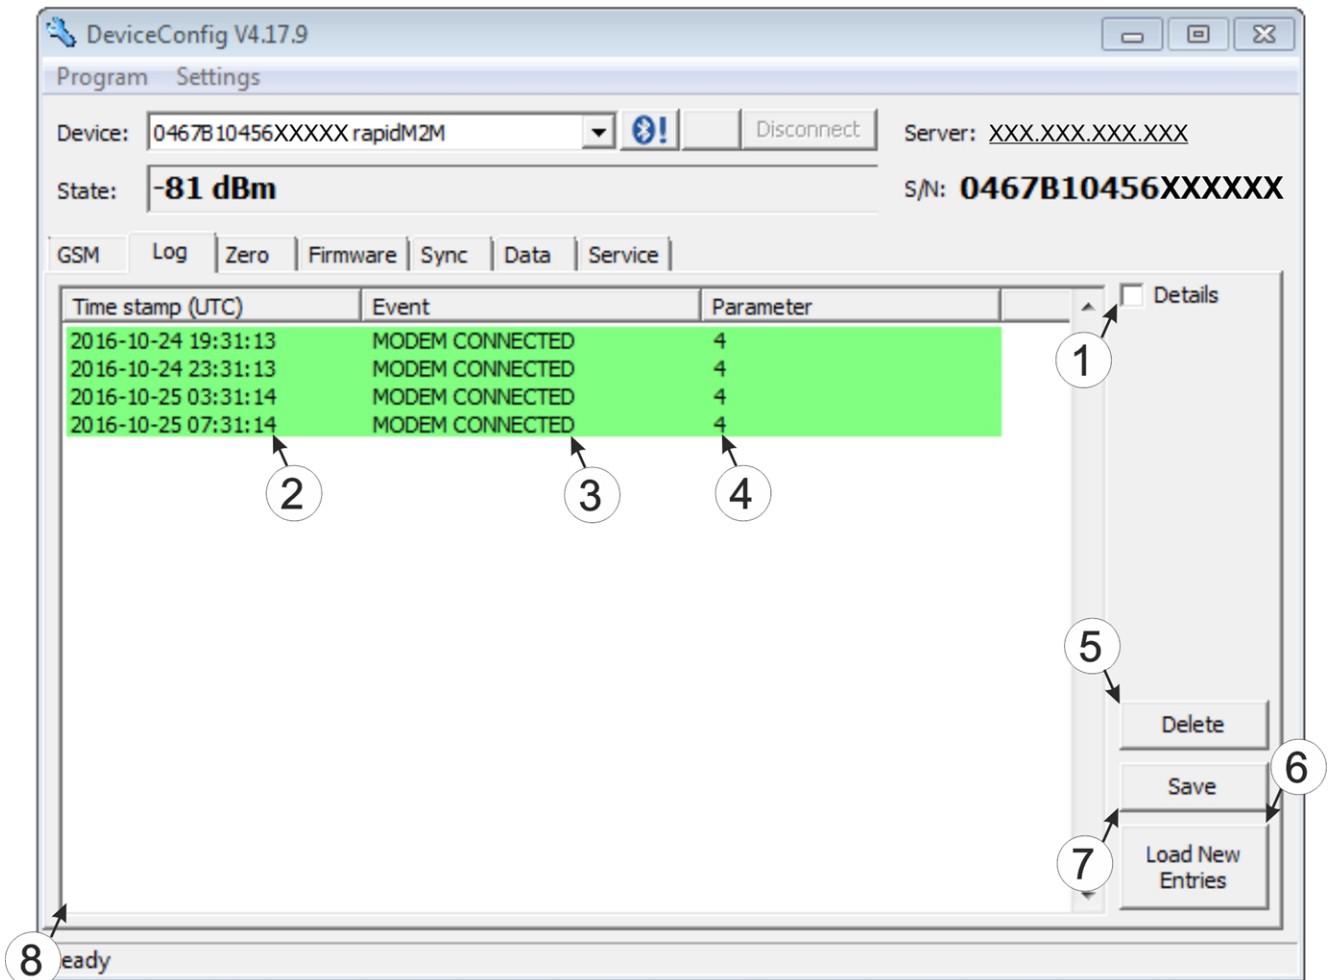 DeviceConfig V4.17.9
Program Settings
Device: 0467B10456XXXXX rapidM2M Disconnect Server: XXX.XXX.XXX.XXX
State: -81 dBm S/N: 0467B10456XXXXXX
GSM Log Zero Firmware Sync Data Service
Time stamp (UTC) Event Parameter Details
2016-10-24 19:31:13 MODEM CONNECTED 4
2016-10-24 23:31:13 MODEM CONNECTED 4
1
2016-10-25 03:31:14 MODEM CONNECTED 4
2016-10-25 07:31:14 MODEM CONNECTED 4
2 3 4
5
Delete
6
Save
7
Load New
Entries
8 eady